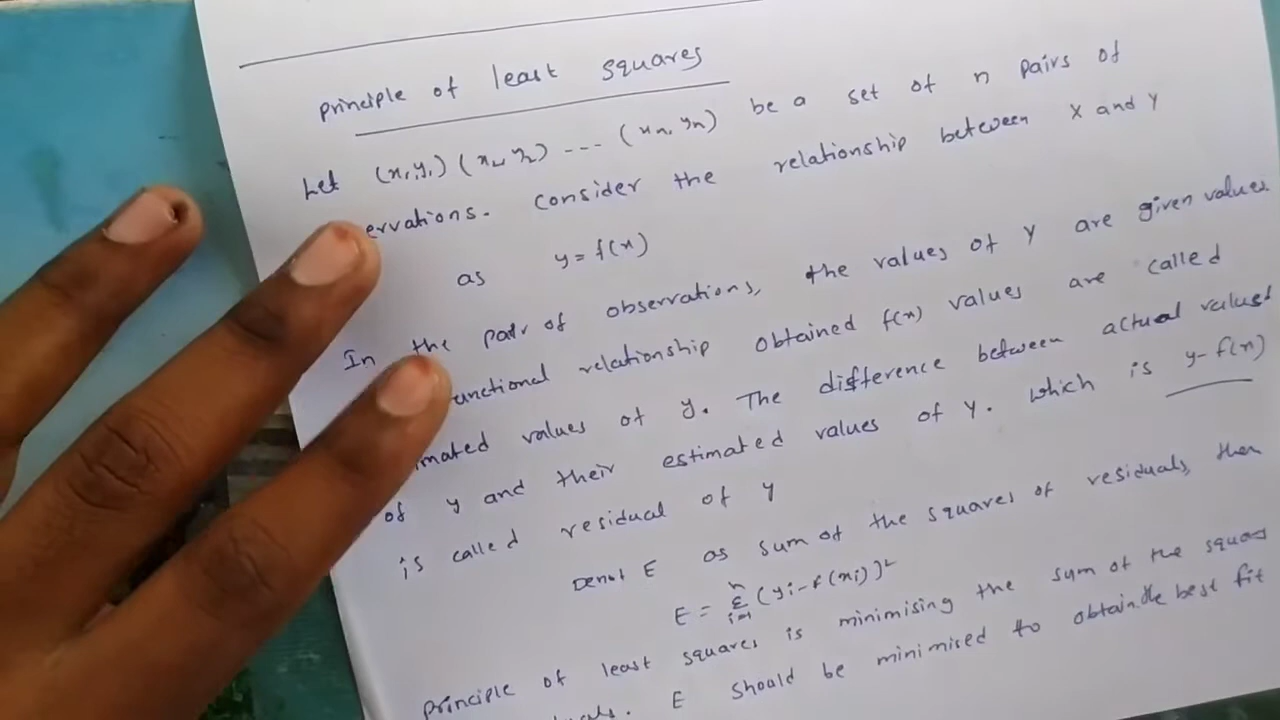 principle of least squares
Let (x1,y1) (x2,y2) --- (xn,yn) be a set of n pairs of
ervations. Consider the relationship between X and Y
as y = f(x)
In the pair of observations, the values of Y are given values.
unctional relationship obtained f(x) values are called
mated values of y. The difference between actual values
of y and their estimated values of Y. Which is y-f(x)
is called residual of y
Denot E as sum of the squares of residuals, then
E = Σ_{i=1}^{n} (yi-f(xi))²
principle of least squares is minimising the sum of the squares
E should be minimised to obtain the best fit